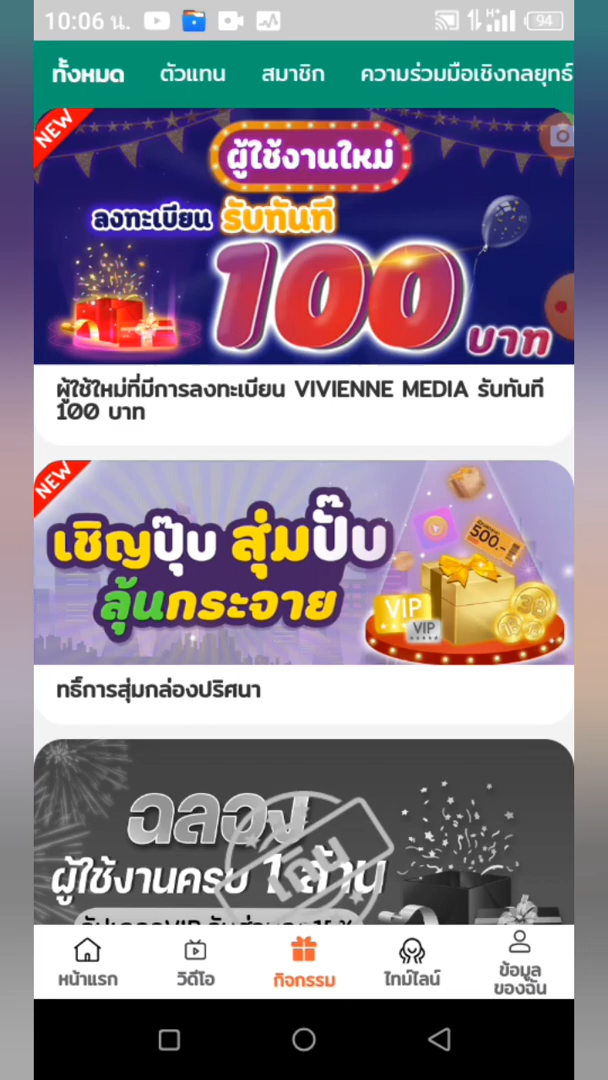 10:06 น.
H+
94
ทั้งหมด ตัวแทน สมาชิก ความร่วมมือเชิงกลยุทธ์
NEW
ผู้ใช้งานใหม่
ลงทะเบียน รับทันที
100
บาท
ผู้ใช้ใหม่ที่มีการลงทะเบียน VIVIENNE MEDIA รับทันที
100 บาท
NEW
เชิญปุ๊บ สุ่มปั๊บ
ลุ้นกระจาย
500.-
VIP
VIP
ทธิ์การสุ่มกล่องปริศนา
ฉลอง
ผู้ใช้งานครบ 1 ล้าน
หน้าแรก วิดีโอ กิจกรรม ไทม์ไลน์ ข้อมูล
ของฉัน